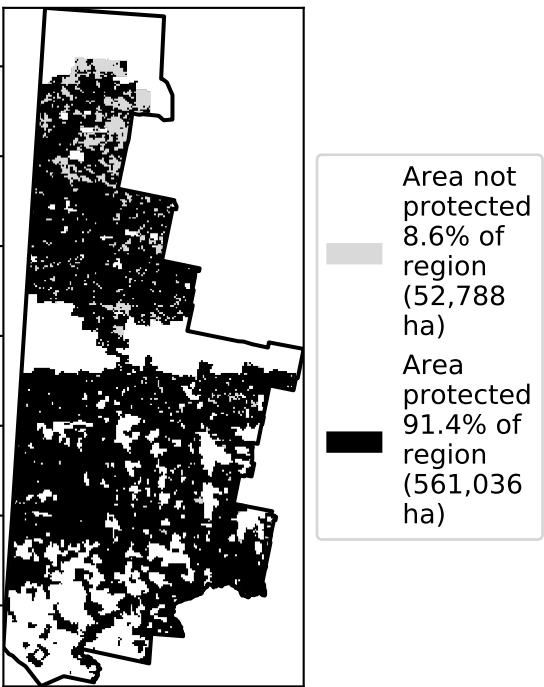 Area not
protected
8.6% of
region
(52,788
ha)
Area
protected
91.4% of
region
(561,036
ha)